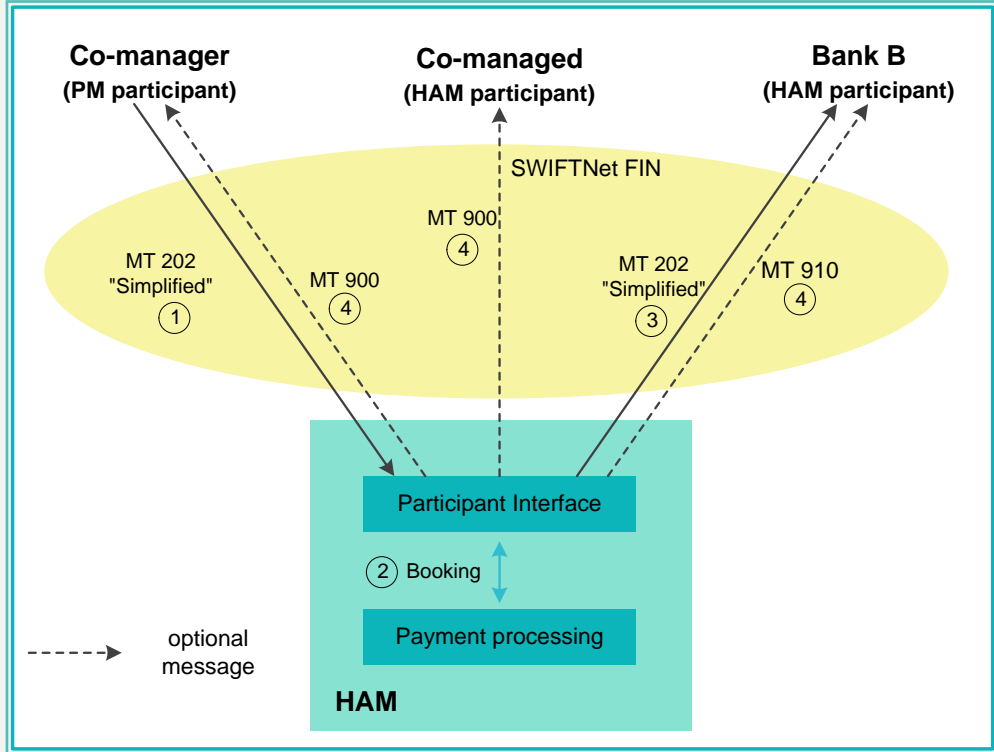 Co-manager
(PM participant)
Co-managed
(HAM participant)
Bank B
(HAM participant)
SWIFTNet FIN
MT 202
"Simplified"
1
MT 900
4
MT 900
4
MT 202
"Simplified"
3
MT 910
4
Participant Interface
2 Booking
Payment processing
optional
message
HAM